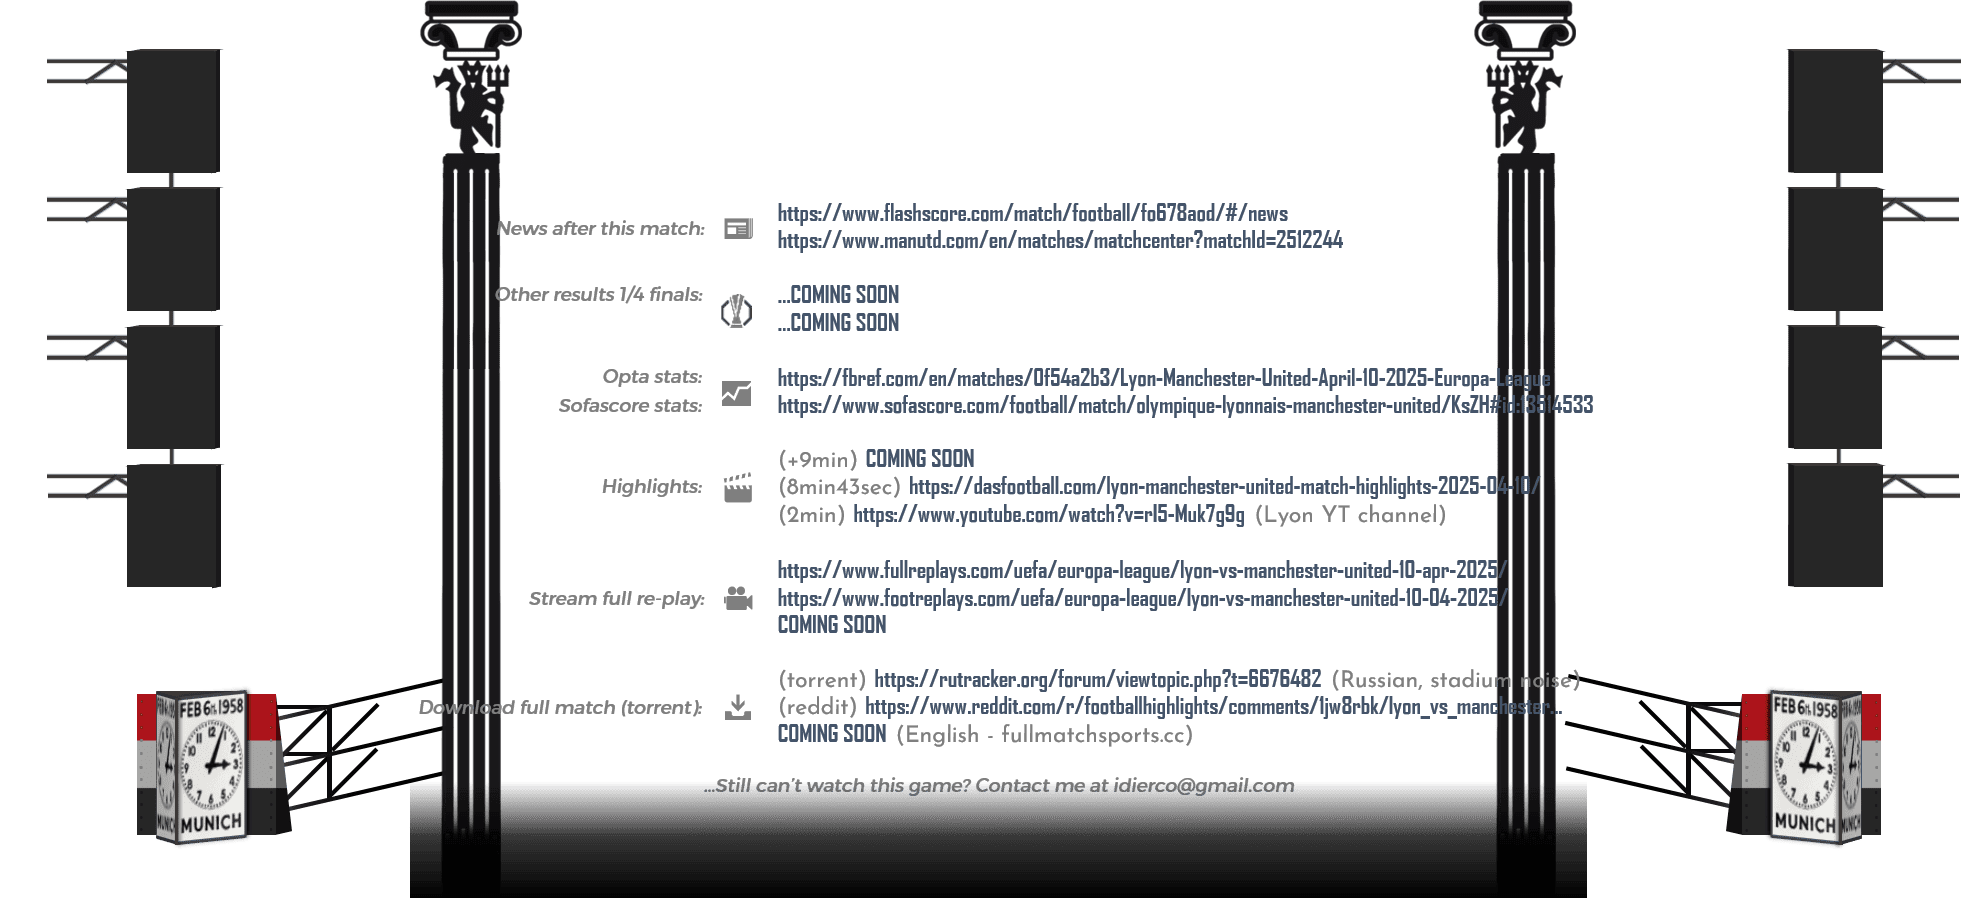 News after this match:
https://www.flashscore.com/match/football/fo678aod/#/news
https://www.manutd.com/en/matches/matchcenter?matchId=2512244
Other results 1/4 finals:
...COMING SOON
...COMING SOON
Opta stats:
https://fbref.com/en/matches/0f54a2b3/Lyon-Manchester-United-April-10-2025-Europa-League
Sofascore stats:
https://www.sofascore.com/football/match/olympique-lyonnais-manchester-united/KsZH#id:13514533
Highlights:
(+9min) COMING SOON
(8min43sec) https://dasfootball.com/lyon-manchester-united-match-highlights-2025-04-10/
(2min) https://www.youtube.com/watch?v=rI5-Muk7g9g (Lyon YT channel)
Stream full re-play:
https://www.fullreplays.com/uefa/europa-league/lyon-vs-manchester-united-10-apr-2025/
https://www.footreplays.com/uefa/europa-league/lyon-vs-manchester-united-10-04-2025/
COMING SOON
Download full match (torrent):
(torrent) https://rutracker.org/forum/viewtopic.php?t=6676482 (Russian, stadium noise)
(reddit) https://www.reddit.com/r/footballhighlights/comments/1jw8rbk/lyon_vs_manchester...
COMING SOON (English - fullmatchsports.cc)
...Still can't watch this game? Contact me at idierco@gmail.com
FEB 6th 1958
MUNICH
FEB 6th 1958
MUNICH